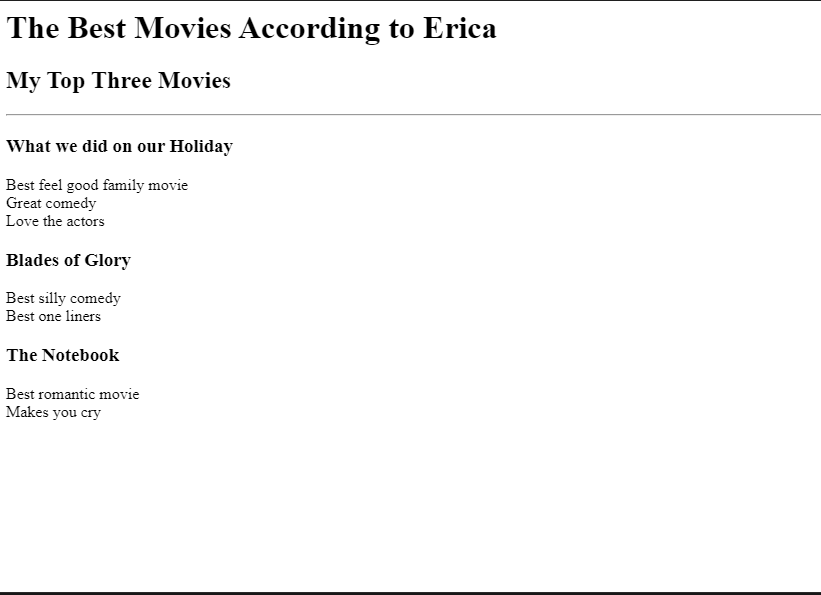 The Best Movies According to Erica
My Top Three Movies
What we did on our Holiday
Best feel good family movie
Great comedy
Love the actors
Blades of Glory
Best silly comedy
Best one liners
The Notebook
Best romantic movie
Makes you cry